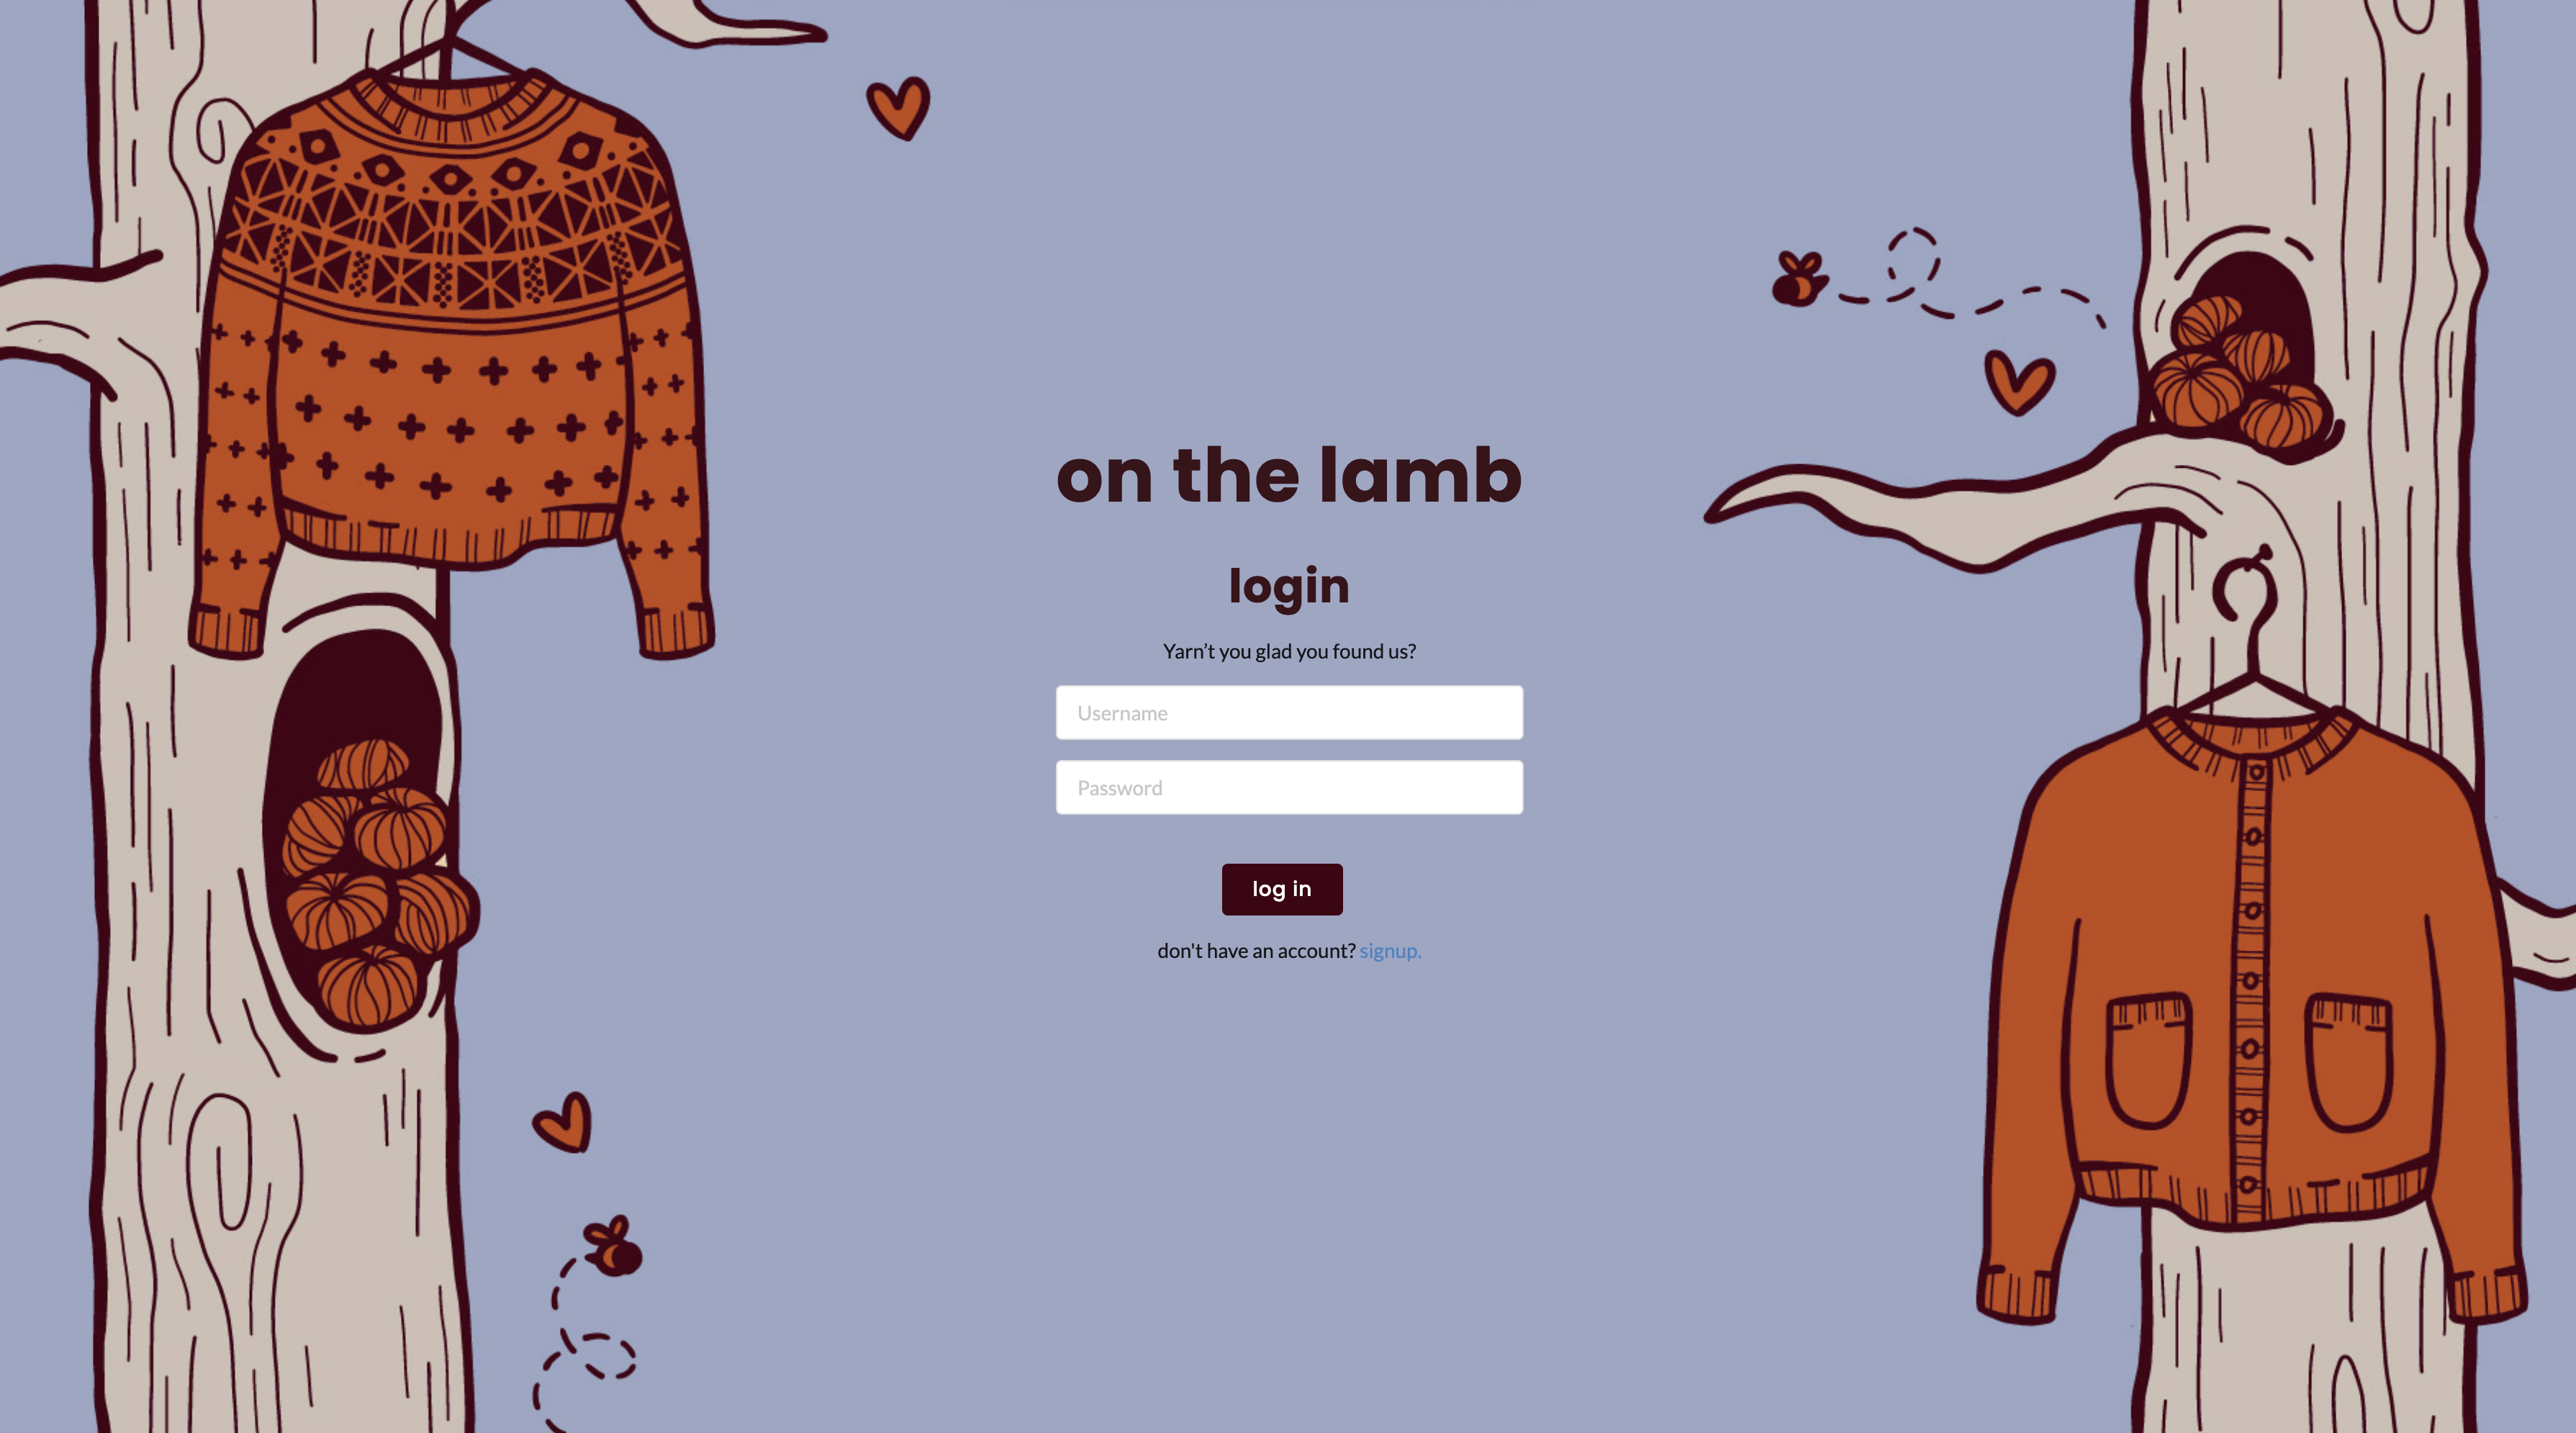 on the lamb
login
Yarn’t you glad you found us?
Username
Password
log in
don't have an account? signup.